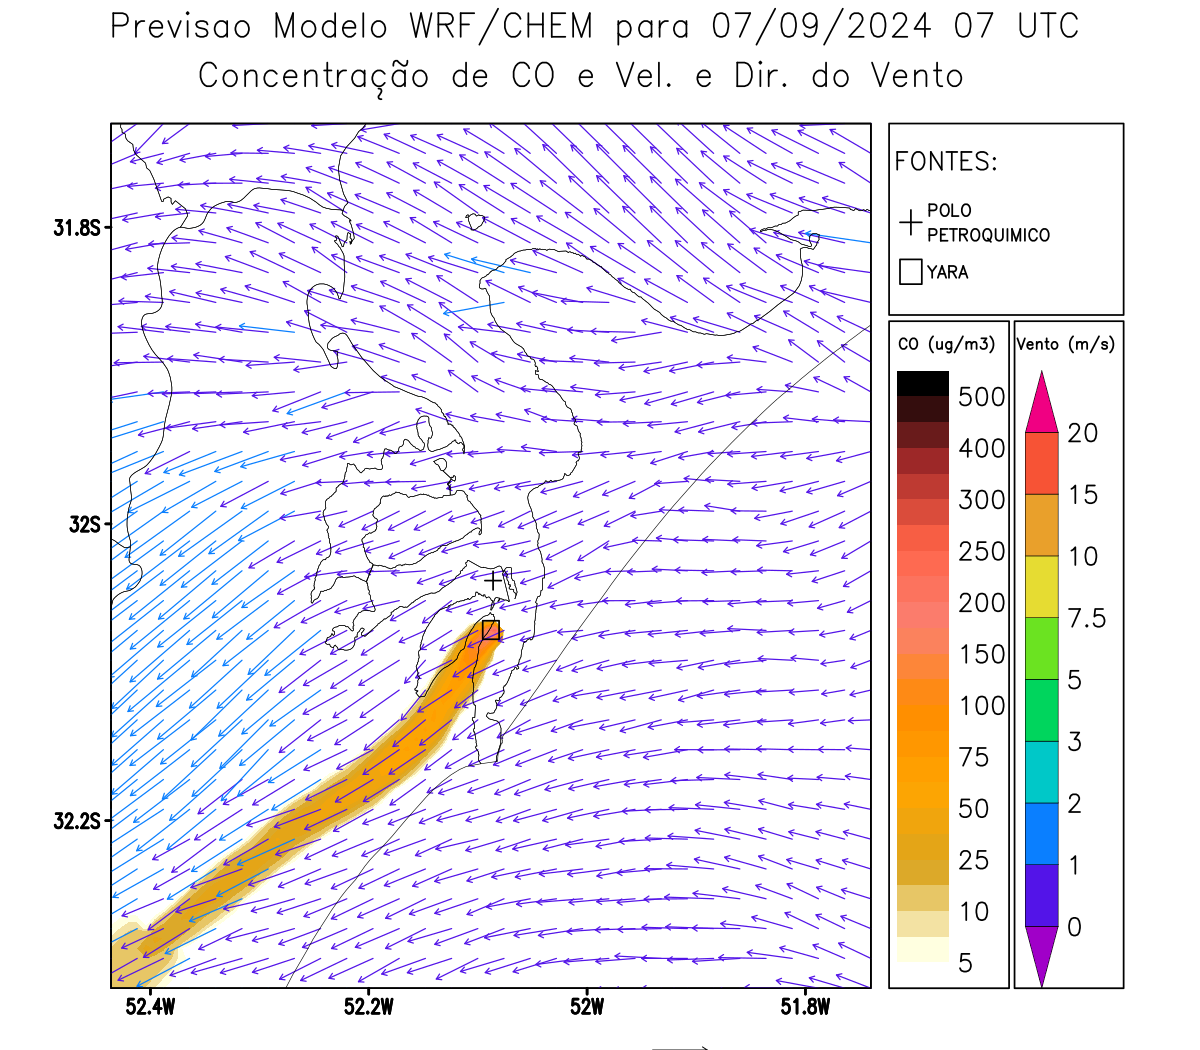 Previsao Modelo WRF/CHEM para 07/09/2024 07 UTC
Concentração de CO e Vel. e Dir. do Vento
FONTES:
POLO
PETROQUIMICO
YARA
CO (ug/m3)
500
400
300
250
200
150
100
75
50
25
10
5
Vento (m/s)
20
15
10
7.5
5
3
2
1
0
31.8S
32S
32.2S
52.4W
52.2W
52W
51.8W